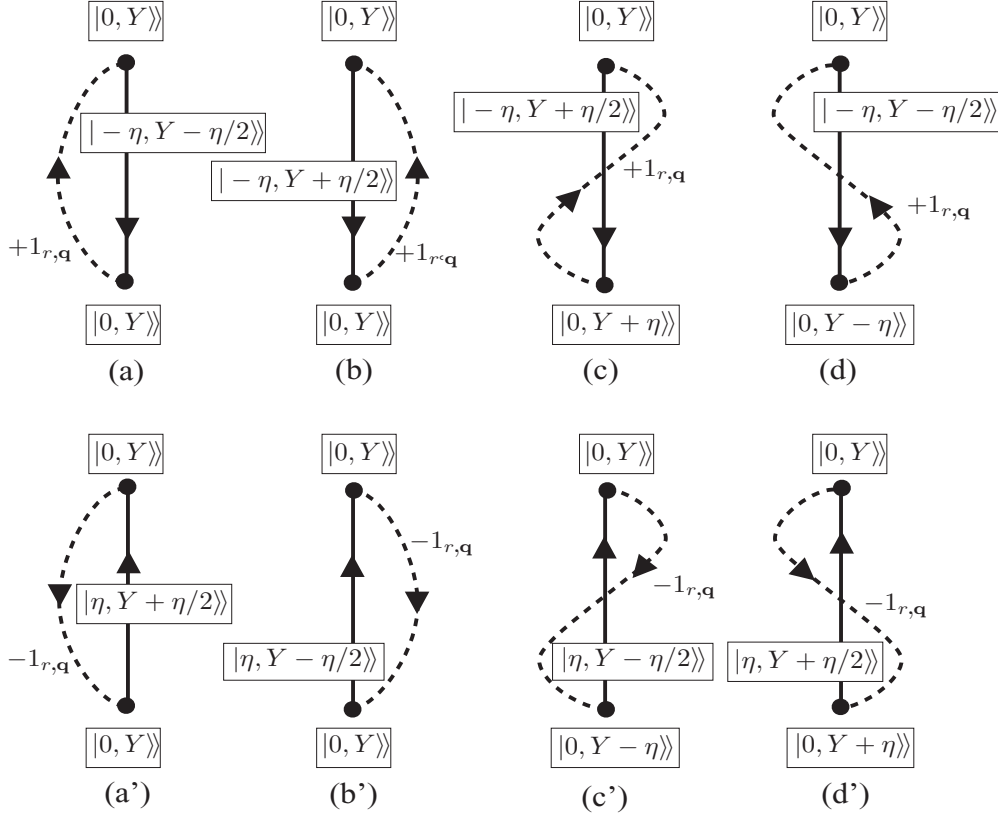 |0, Y⟩⟩ |0, Y⟩⟩ |0, Y⟩⟩ |0, Y⟩⟩
| − η, Y − η/2⟩⟩ | − η, Y + η/2⟩⟩ | − η, Y − η/2⟩⟩
| − η, Y + η/2⟩⟩ +1r,q
+1r,q +1r‘q +1r,q
|0, Y⟩⟩ |0, Y⟩⟩ |0, Y + η⟩⟩ |0, Y − η⟩⟩
(a) (b) (c) (d)
|0, Y⟩⟩ |0, Y⟩⟩ |0, Y⟩⟩ |0, Y⟩⟩
−1r,q
−1r,q −1r,q
|η, Y + η/2⟩⟩
−1r,q |η, Y − η/2⟩⟩ |η, Y − η/2⟩⟩ |η, Y + η/2⟩⟩
|0, Y⟩⟩ |0, Y⟩⟩ |0, Y − η⟩⟩ |0, Y + η⟩⟩
(a’) (b’) (c’) (d’)